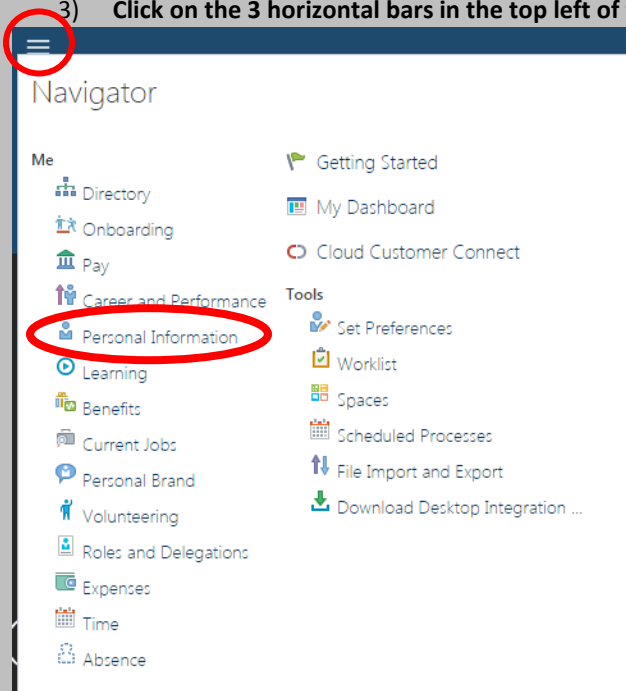 3) Click on the 3 horizontal bars in the top left of
Navigator
Me
Directory
Onboarding
Pay
Career and Performance
Personal Information
Learning
Benefits
Current Jobs
Personal Brand
Volunteering
Roles and Delegations
Expenses
Time
Absence
Getting Started
My Dashboard
Cloud Customer Connect
Tools
Set Preferences
Worklist
Spaces
Scheduled Processes
File Import and Export
Download Desktop Integration ...